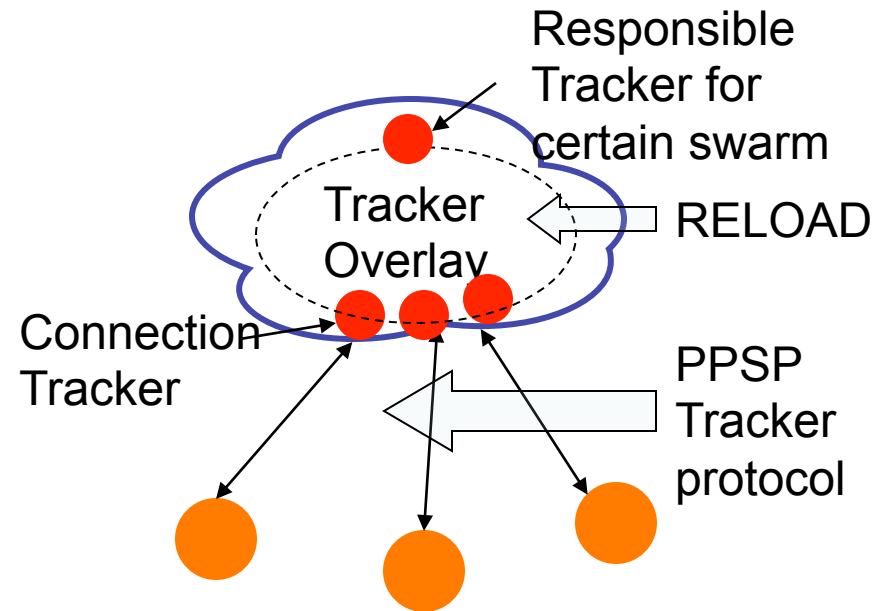 Responsible
Tracker for
certain swarm
Tracker
Overlay
RELOAD
Connection
Tracker
PPSP
Tracker
protocol